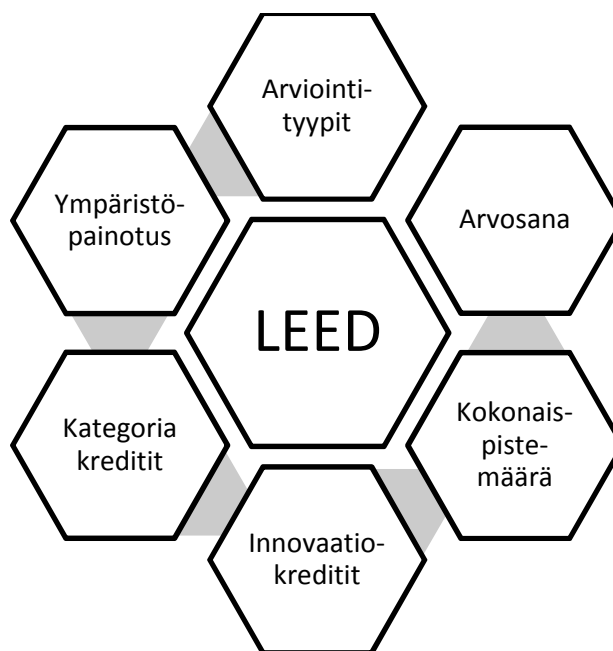 Arviointi-
tyypit
Ympäristö-
painotus
Arvosana
LEED
Kategoria
kreditit
Kokonais-
piste-
määrä
Innovaatio-
kreditit